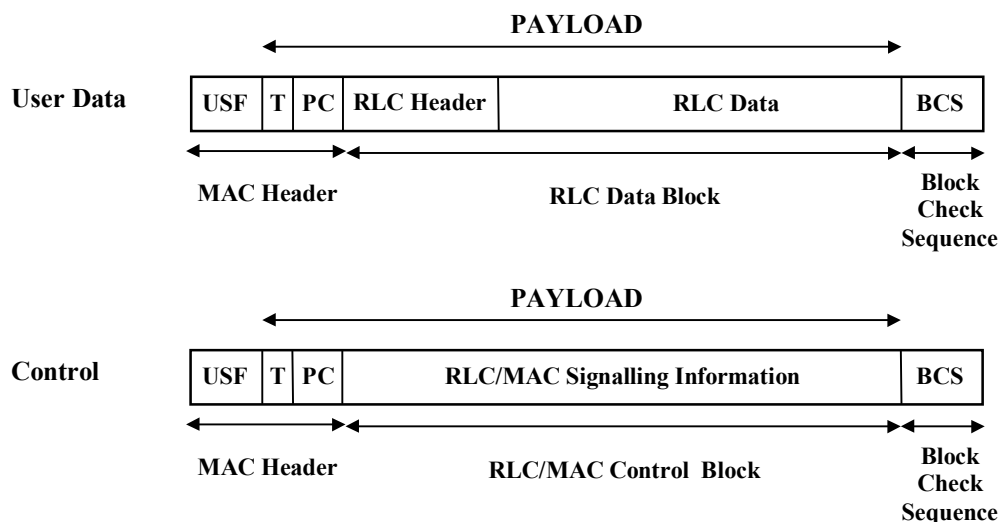 PAYLOAD
User Data
USF T PC RLC Header RLC Data BCS
MAC Header
RLC Data Block
Block
Check
Sequence
PAYLOAD
Control
USF T PC RLC/MAC Signalling Information BCS
MAC Header
RLC/MAC Control Block
Block
Check
Sequence